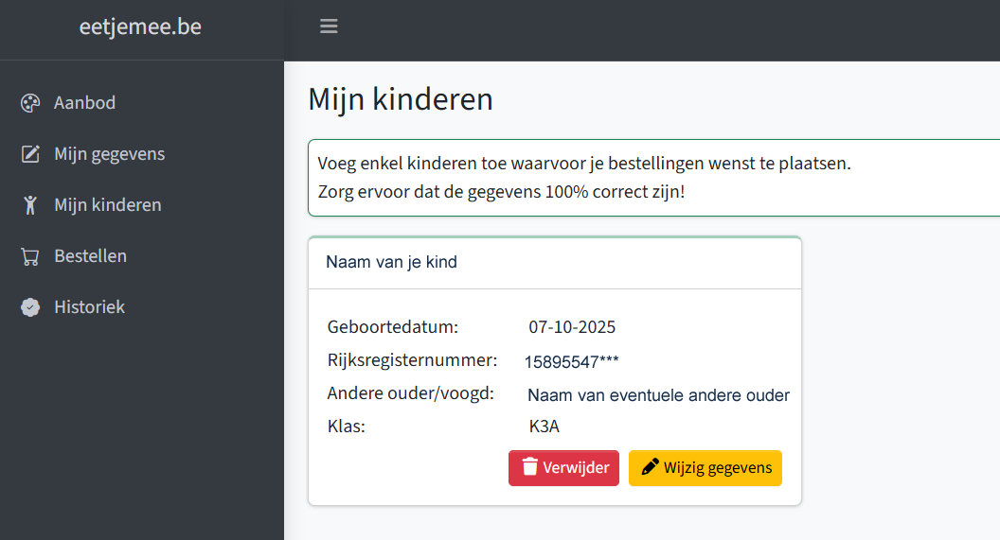 eetjemee.be
Aanbod
Mijn gegevens
Mijn kinderen
Bestellen
Historiek
Mijn kinderen
Voeg enkel kinderen toe waarvoor je bestellingen wenst te plaatsen.
Zorg ervoor dat de gegevens 100% correct zijn!
Naam van je kind
Geboortedatum: 07-10-2025
Rijksregisternummer: 15895547***
Andere ouder/voogd: Naam van eventuele andere ouder
Klas: K3A
Verwijder Wijzig gegevens